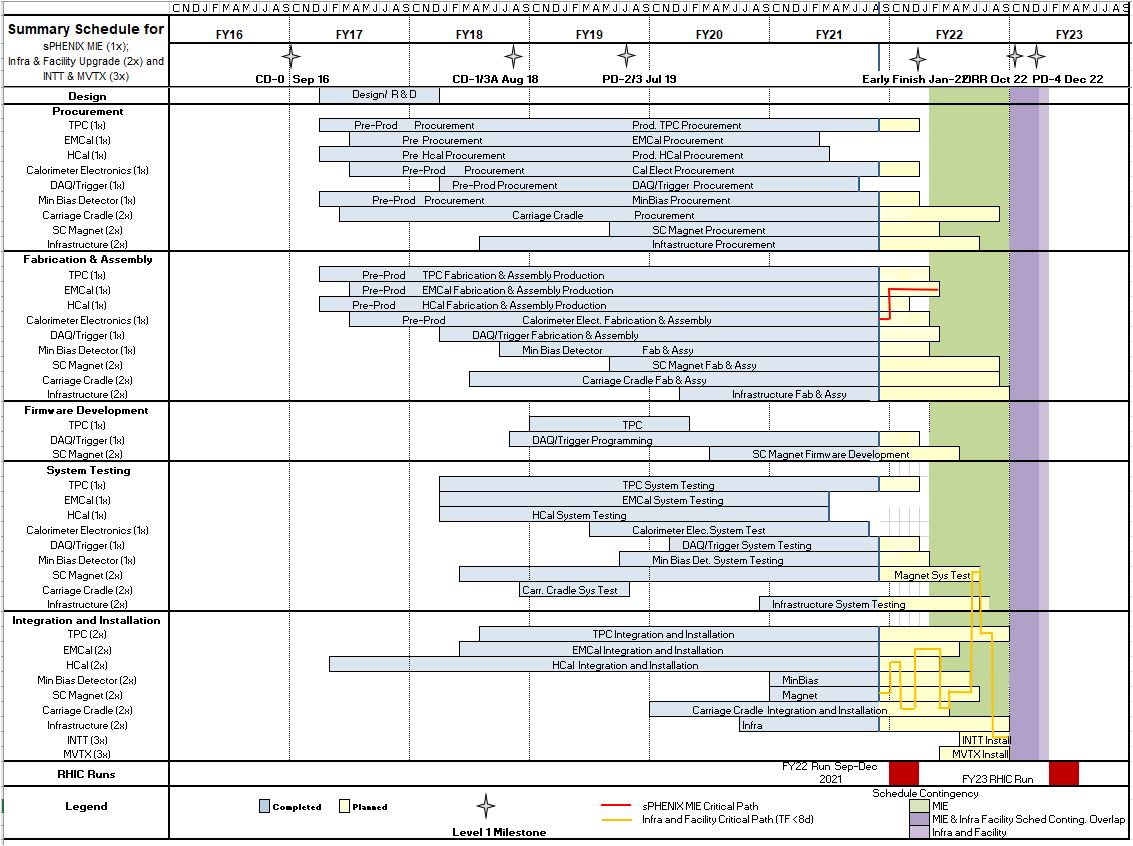 O N D J F M A M J J A S O N D J F M A M J J A S O N D J F M A M J J A S O N D J F M A M J J A S O N D J F M A M J J A S O N D J F M A M J J A S O N D J F M A M J J A S O N D J F M A M J J A S
Summary Schedule for
sPHENIX MIE (1x);
Infra & Facility Upgrade (2x) and
INTT & MVTX (3x)
FY16 FY17 FY18 FY19 FY20 FY21 FY22 FY23
CD-0 Sep 16 CD-1/3A Aug 18 PD-2/3 Jul 19 Early Finish Jan-22 ORR Oct 22 PD-4 Dec 22
Design Design/ R & D
Procurement
TPC (1x) Pre-Prod Procurement Prod. TPC Procurement
EMCal (1x) Pre Procurement EMCal Procurement
HCal (1x) Pre Hcal Procurement Prod. HCal Procurement
Calorimeter Electronics (1x) Pre-Prod Procurement Cal Elect Procurement
DAQ/Trigger (1x) Pre-Prod Procurement DAQ/Trigger Procurement
Min Bias Detector (1x) Pre-Prod Procurement MinBias Procurement
Carriage Cradle (2x) Carriage Cradle Procurement
SC Magnet (2x) SC Magnet Procurement
Infrastructure (2x) Infrastructure Procurement
Fabrication & Assembly
TPC (1x) Pre-Prod TPC Fabrication & Assembly Production
EMCal (1x) Pre-Prod EMCal Fabrication & Assembly Production
HCal (1x) Pre-Prod HCal Fabrication & Assembly Production
Calorimeter Electronics (1x) Pre-Prod Calorimeter Elect. Fabrication & Assembly
DAQ/Trigger (1x) DAQ/Trigger Fabrication & Assembly
Min Bias Detector (1x) Min Bias Detector Fab & Assy
SC Magnet (2x) SC Magnet Fab & Assy
Carriage Cradle (2x) Carriage Cradle Fab & Assy
Infrastructure (2x) Infrastructure Fab & Assy
Firmware Development
TPC (1x) TPC
DAQ/Trigger (1x) DAQ/Trigger Programming
SC Magnet (2x) SC Magnet Firmware Development
System Testing
TPC (1x) TPC System Testing
EMCal (1x) EMCal System Testing
HCal (1x) HCal System Testing
Calorimeter Electronics (1x) Calorimeter Elec. System Test
DAQ/Trigger (1x) DAQ/Trigger System Testing
Min Bias Detector (1x) Min Bias Det. System Testing
SC Magnet (2x) Magnet Sys Test
Carriage Cradle (2x) Carr. Cradle Sys Test
Infrastructure (2x) Infrastructure System Testing
Integration and Installation
TPC (2x) TPC Integration and Installation
EMCal (2x) EMCal Integration and Installation
HCal (2x) HCal Integration and Installation
Min Bias Detector (2x) MinBias
SC Magnet (2x) Magnet
Carriage Cradle (2x) Carriage Cradle Integration and Installation
Infrastructure (2x) Infra
INTT (3x) INTT Install
MVTX (3x) MVTX Install
RHIC Runs FY22 Run Sep-Dec
2021 FY23 RHIC Run
Legend
Completed Planned
Level 1 Milestone
sPHENIX MIE Critical Path
Infra and Facility Critical Path (TF <8d)
Schedule Contingency
MIE
MIE & Infra Facility Sched Conting. Overlap
Infra and Facility